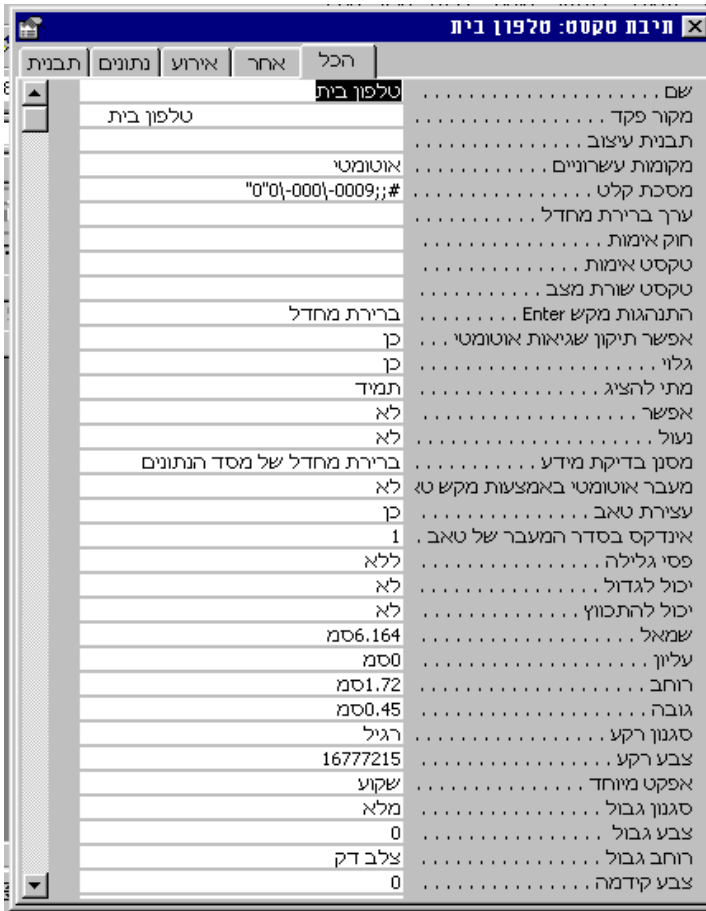 תיבת טקסט: טלפון בית
הכל אחר אירוע נתונים תבנית
שם . . . . . . . . . . . . . . . . . . . . . טלפון בית
מקור פקד . . . . . . . . . . . . . . . . . טלפון בית
תבנית עיצוב . . . . . . . . . . . . . . .
מקומות עשרוניים . . . . . . . . . . . . אוטומטי
מסכת קלט . . . . . . . . . . . . . . . . "0"0\-000\-0009;;#
ערך ברירת מחדל . . . . . . . . . . .
חוק אימות . . . . . . . . . . . . . . . .
טקסט אימות . . . . . . . . . . . . . .
טקסט שורת מצב . . . . . . . . . . .
התנהגות מקש Enter . . . . . . . . . ברירת מחדל
אפשר תיקון שגיאות אוטומטי . . . כן
גלוי . . . . . . . . . . . . . . . . . . . . . כן
מתי להציג . . . . . . . . . . . . . . . . תמיד
אפשר . . . . . . . . . . . . . . . . . . . לא
נעול . . . . . . . . . . . . . . . . . . . . לא
מסנן בדיקת מידע . . . . . . . . . . . ברירת מחדל של מסד הנתונים
מעבר אוטומטי באמצעות מקש לא
עצירת טאב . . . . . . . . . . . . . . . כן
אינדקס בסדר המעבר של טאב . 1
פסי גלילה . . . . . . . . . . . . . . . . ללא
יכול לגדול . . . . . . . . . . . . . . . . לא
יכול להתכווץ . . . . . . . . . . . . . . לא
שמאל . . . . . . . . . . . . . . . . . . 6.164סמ
עליון . . . . . . . . . . . . . . . . . . . . 0סמ
רוחב . . . . . . . . . . . . . . . . . . . 1.72סמ
גובה . . . . . . . . . . . . . . . . . . . . 0.45סמ
סגנון רקע . . . . . . . . . . . . . . . . . רגיל
צבע רקע . . . . . . . . . . . . . . . . . 16777215
אפקט מיוחד . . . . . . . . . . . . . . . שקוע
סגנון גבול . . . . . . . . . . . . . . . . מלא
צבע גבול . . . . . . . . . . . . . . . . 0
רוחב גבול . . . . . . . . . . . . . . . . צלב דק
צבע קידמה . . . . . . . . . . . . . . . 0